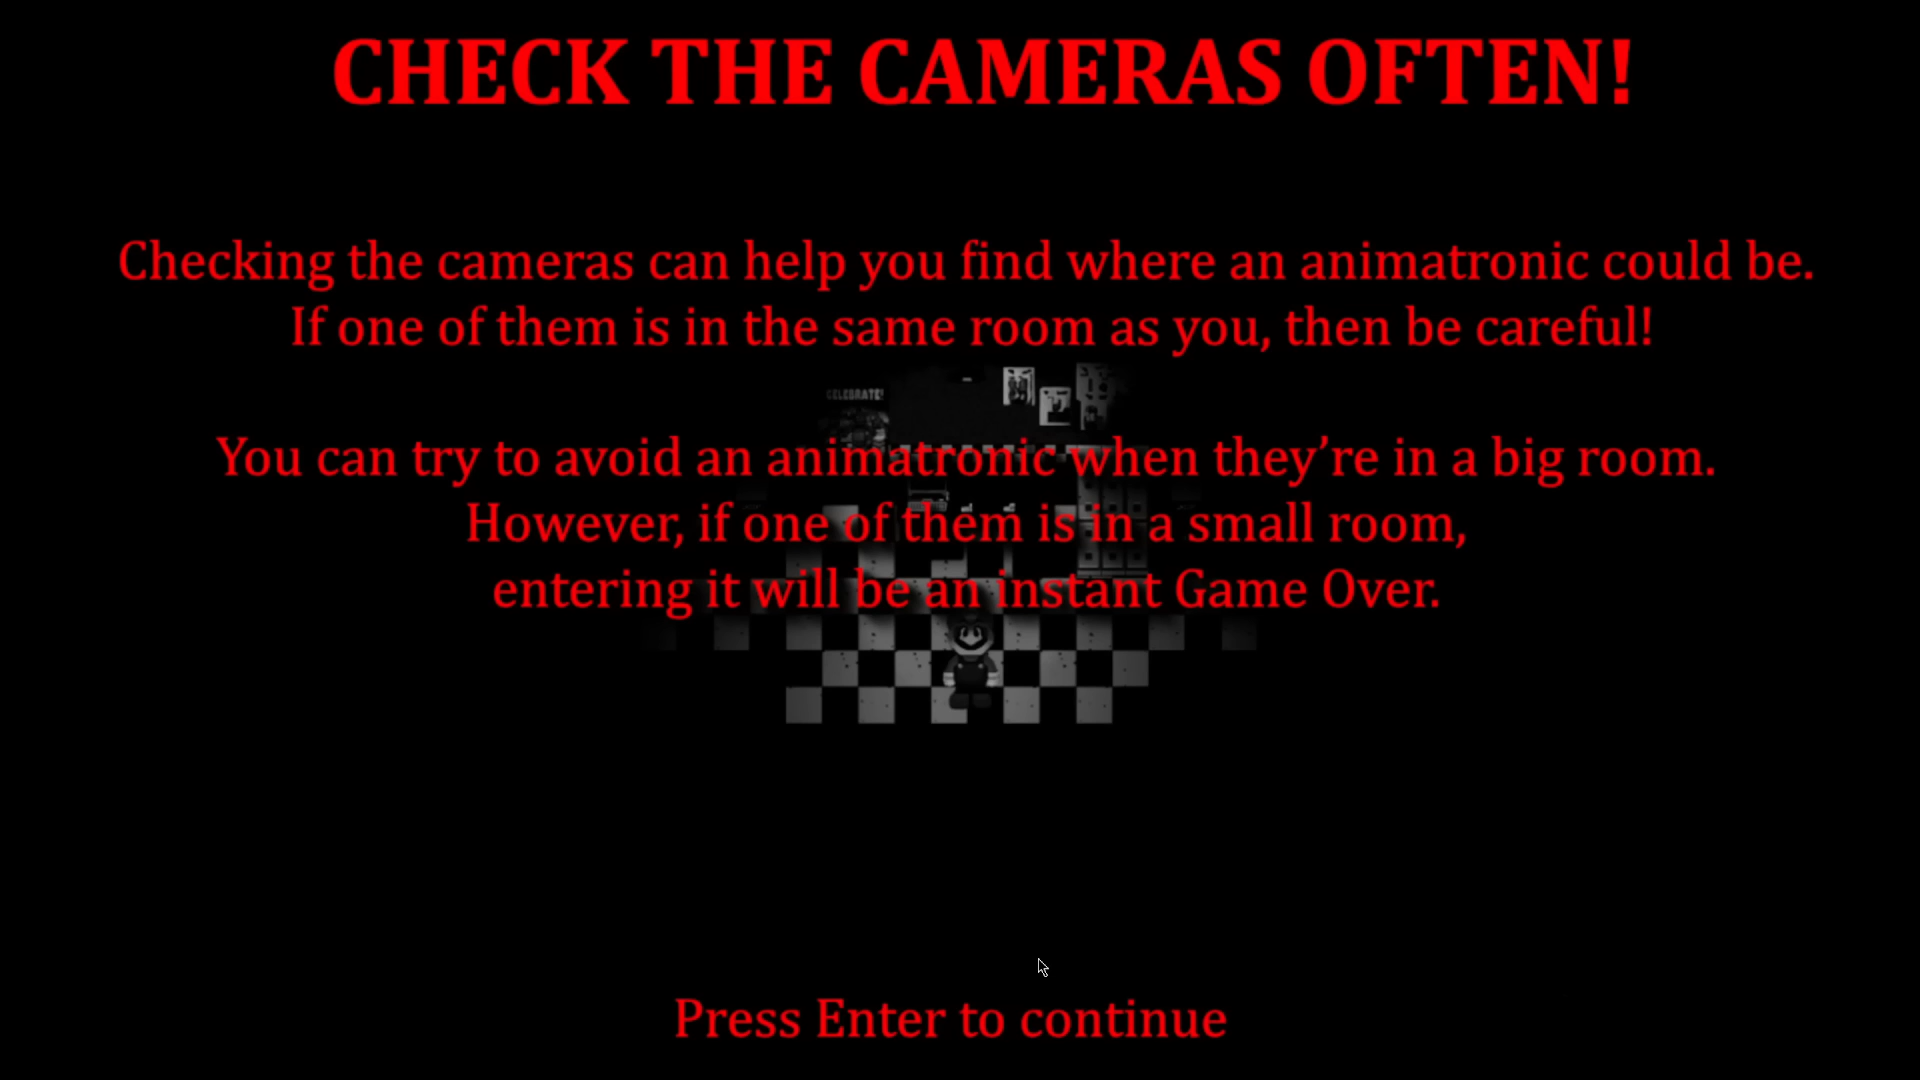 CHECK THE CAMERAS OFTEN!
Checking the cameras can help you find where an animatronic could be.
If one of them is in the same room as you, then be careful!
CELEBRATE!
You can try to avoid an animatronic when they’re in a big room.
However, if one of them is in a small room,
entering it will be an instant Game Over.
Press Enter to continue